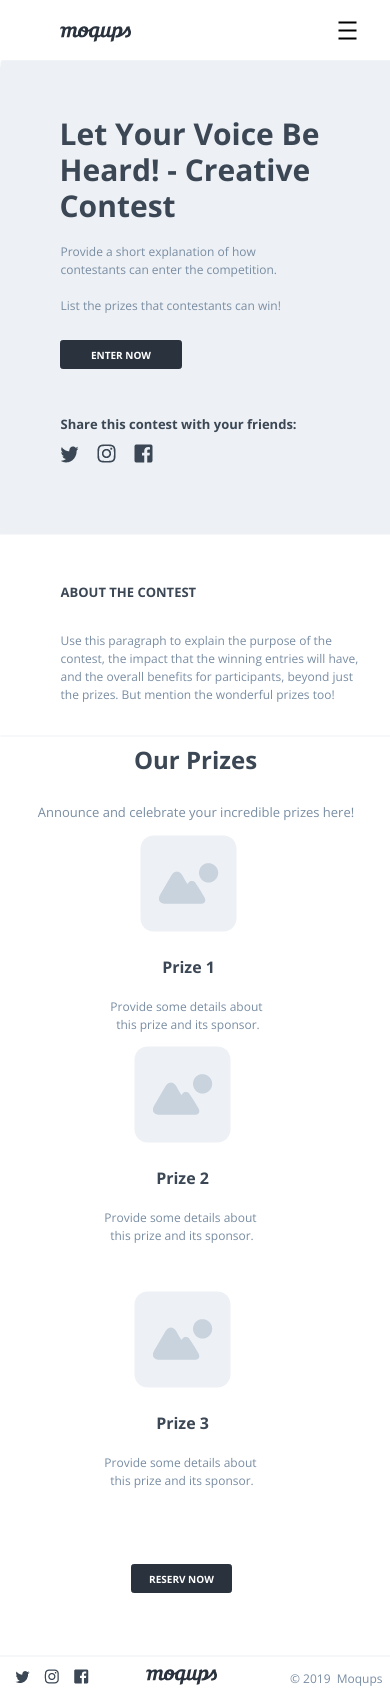 moqups
Let Your Voice Be
Heard! - Creative
Contest
Provide a short explanation of how
contestants can enter the competition.
List the prizes that contestants can win!
ENTER NOW
Share this contest with your friends:
ABOUT THE CONTEST
Use this paragraph to explain the purpose of the
contest, the impact that the winning entries will have,
and the overall benefits for participants, beyond just
the prizes. But mention the wonderful prizes too!
Our Prizes
Announce and celebrate your incredible prizes here!
Prize 1
Provide some details about
this prize and its sponsor.
Prize 2
Provide some details about
this prize and its sponsor.
Prize 3
Provide some details about
this prize and its sponsor.
RESERV NOW
moqups
© 2019 Moqups